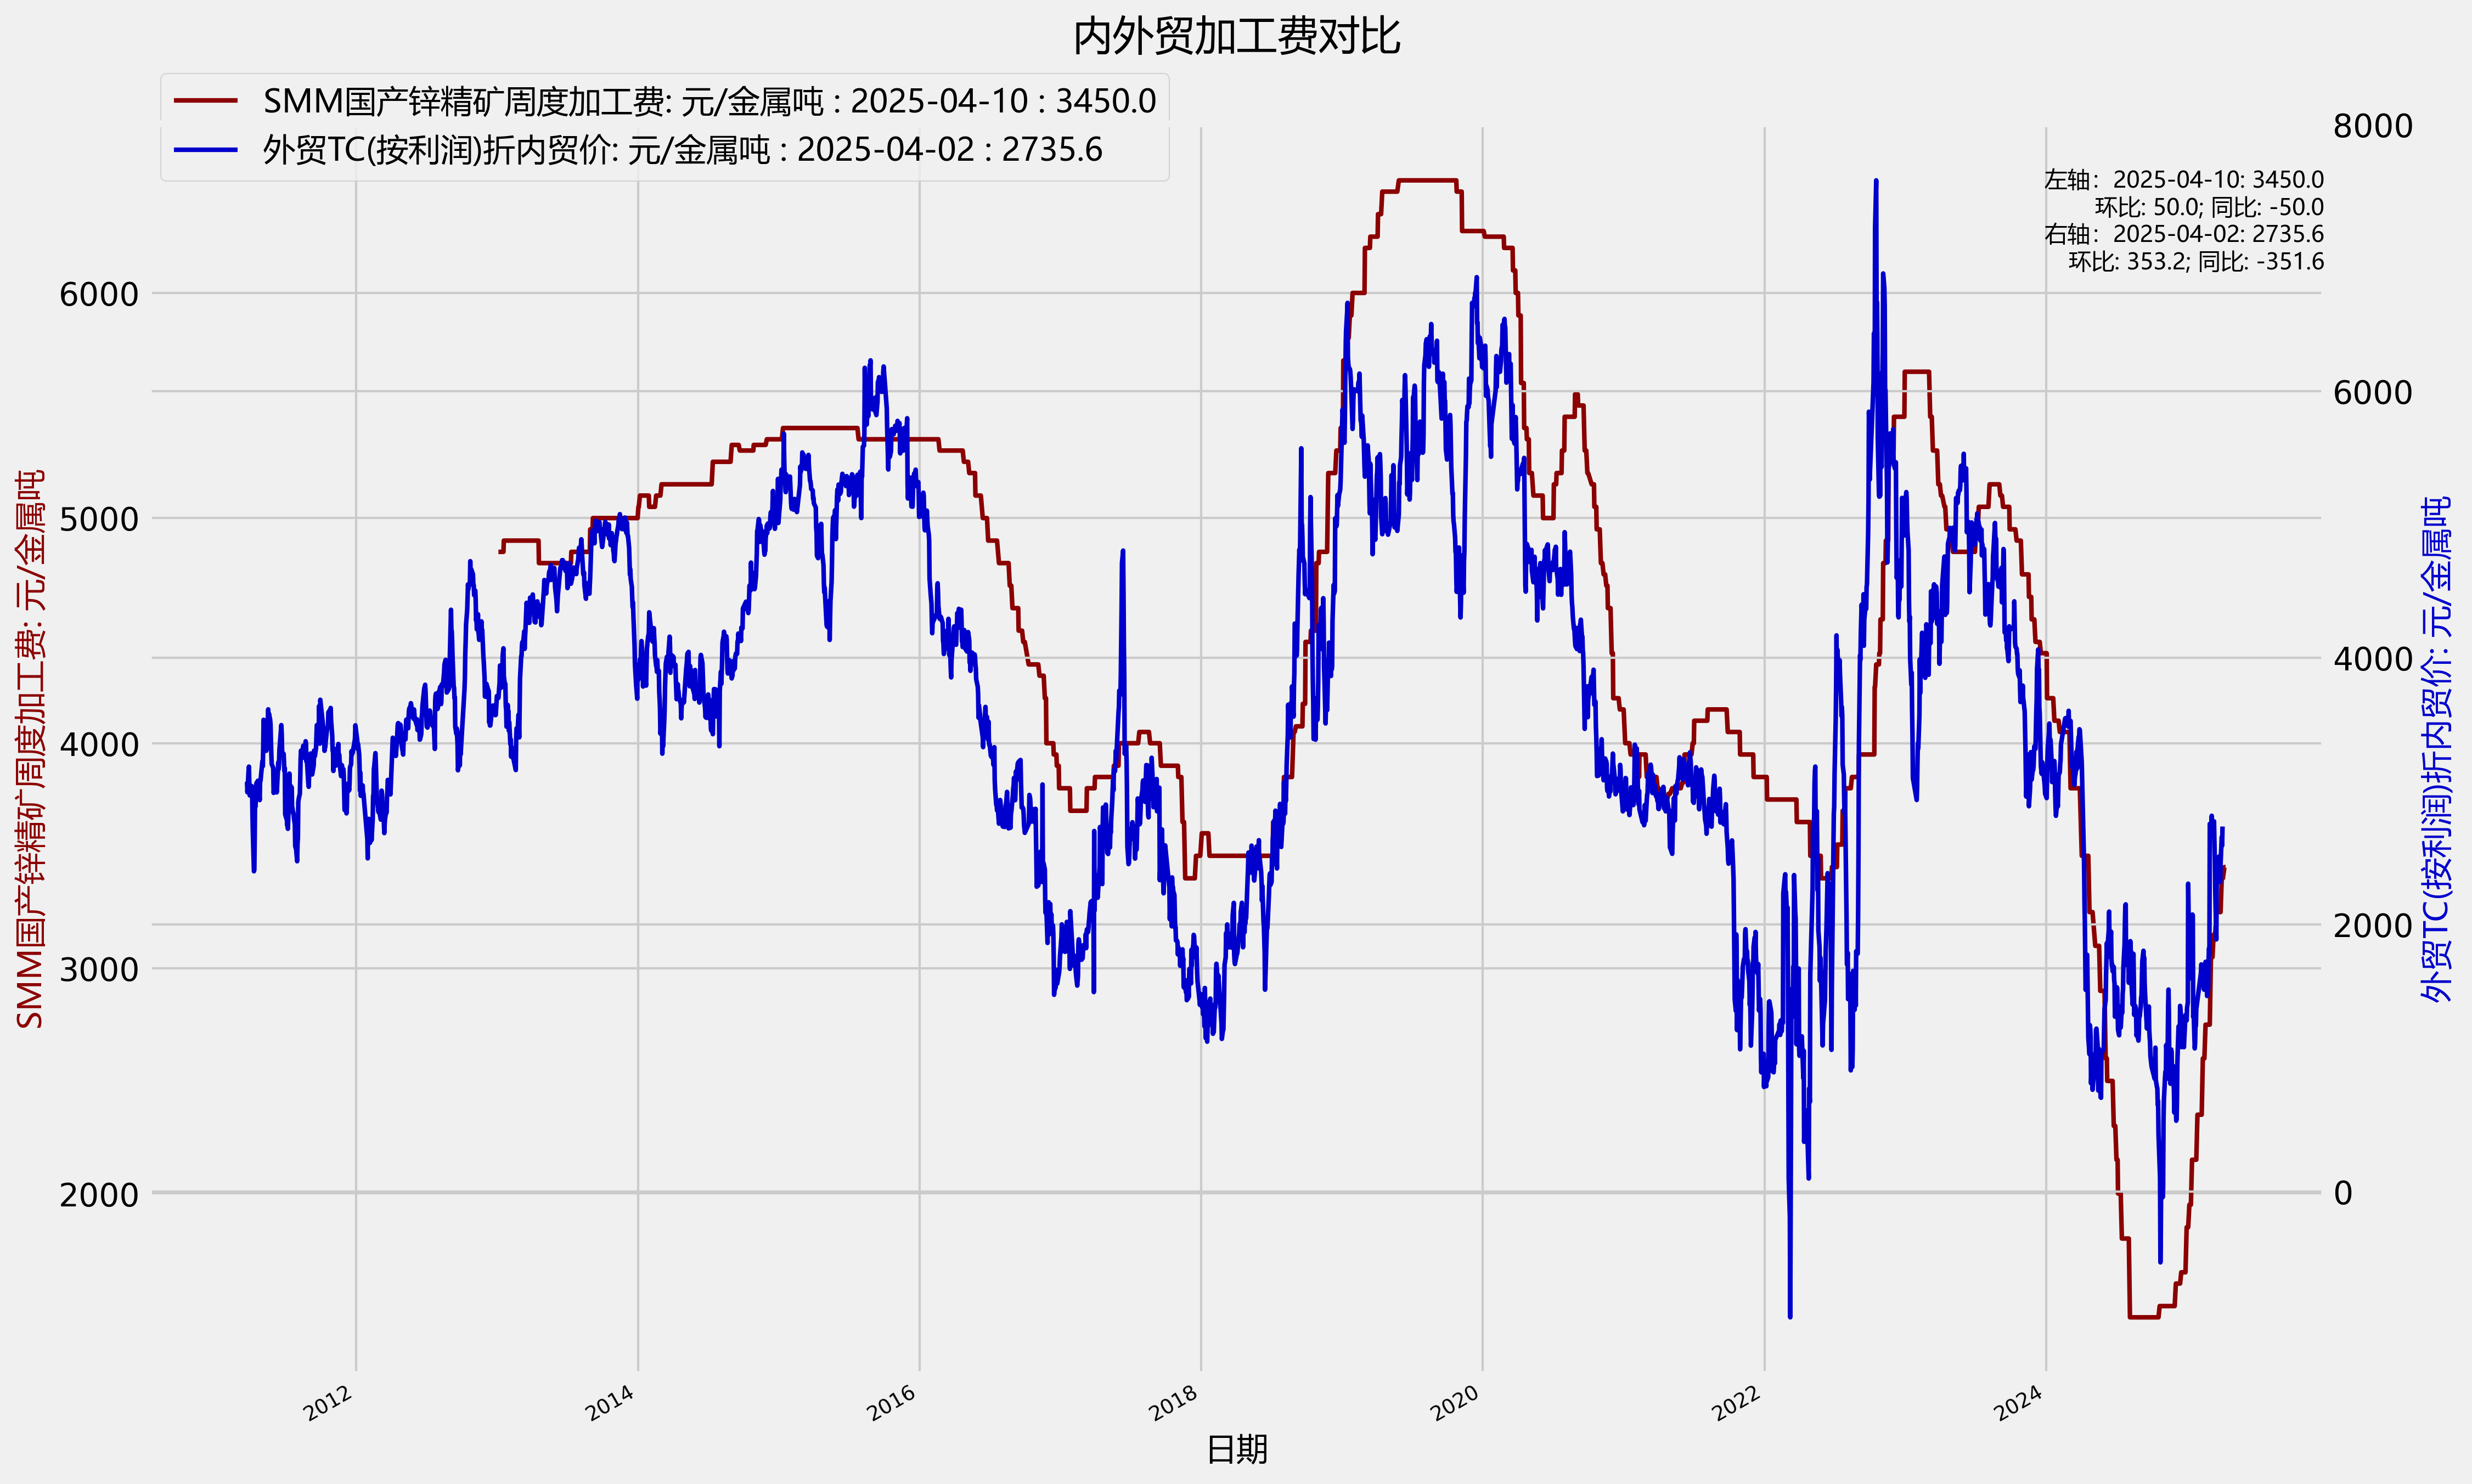 内外贸加工费对比
SMM国产锌精矿周度加工费: 元/金属吨 : 2025-04-10 : 3450.0
外贸TC(按利润)折内贸价: 元/金属吨 : 2025-04-02 : 2735.6
左轴：2025-04-10: 3450.0
环比: 50.0; 同比: -50.0
右轴：2025-04-02: 2735.6
环比: 353.2; 同比: -351.6
SMM国产锌精矿周度加工费: 元/金属吨
6000
5000
4000
3000
2000
8000
6000
4000
2000
0
外贸TC(按利润)折内贸价: 元/金属吨
2012
2014
2016
2018
2020
2022
2024
日期